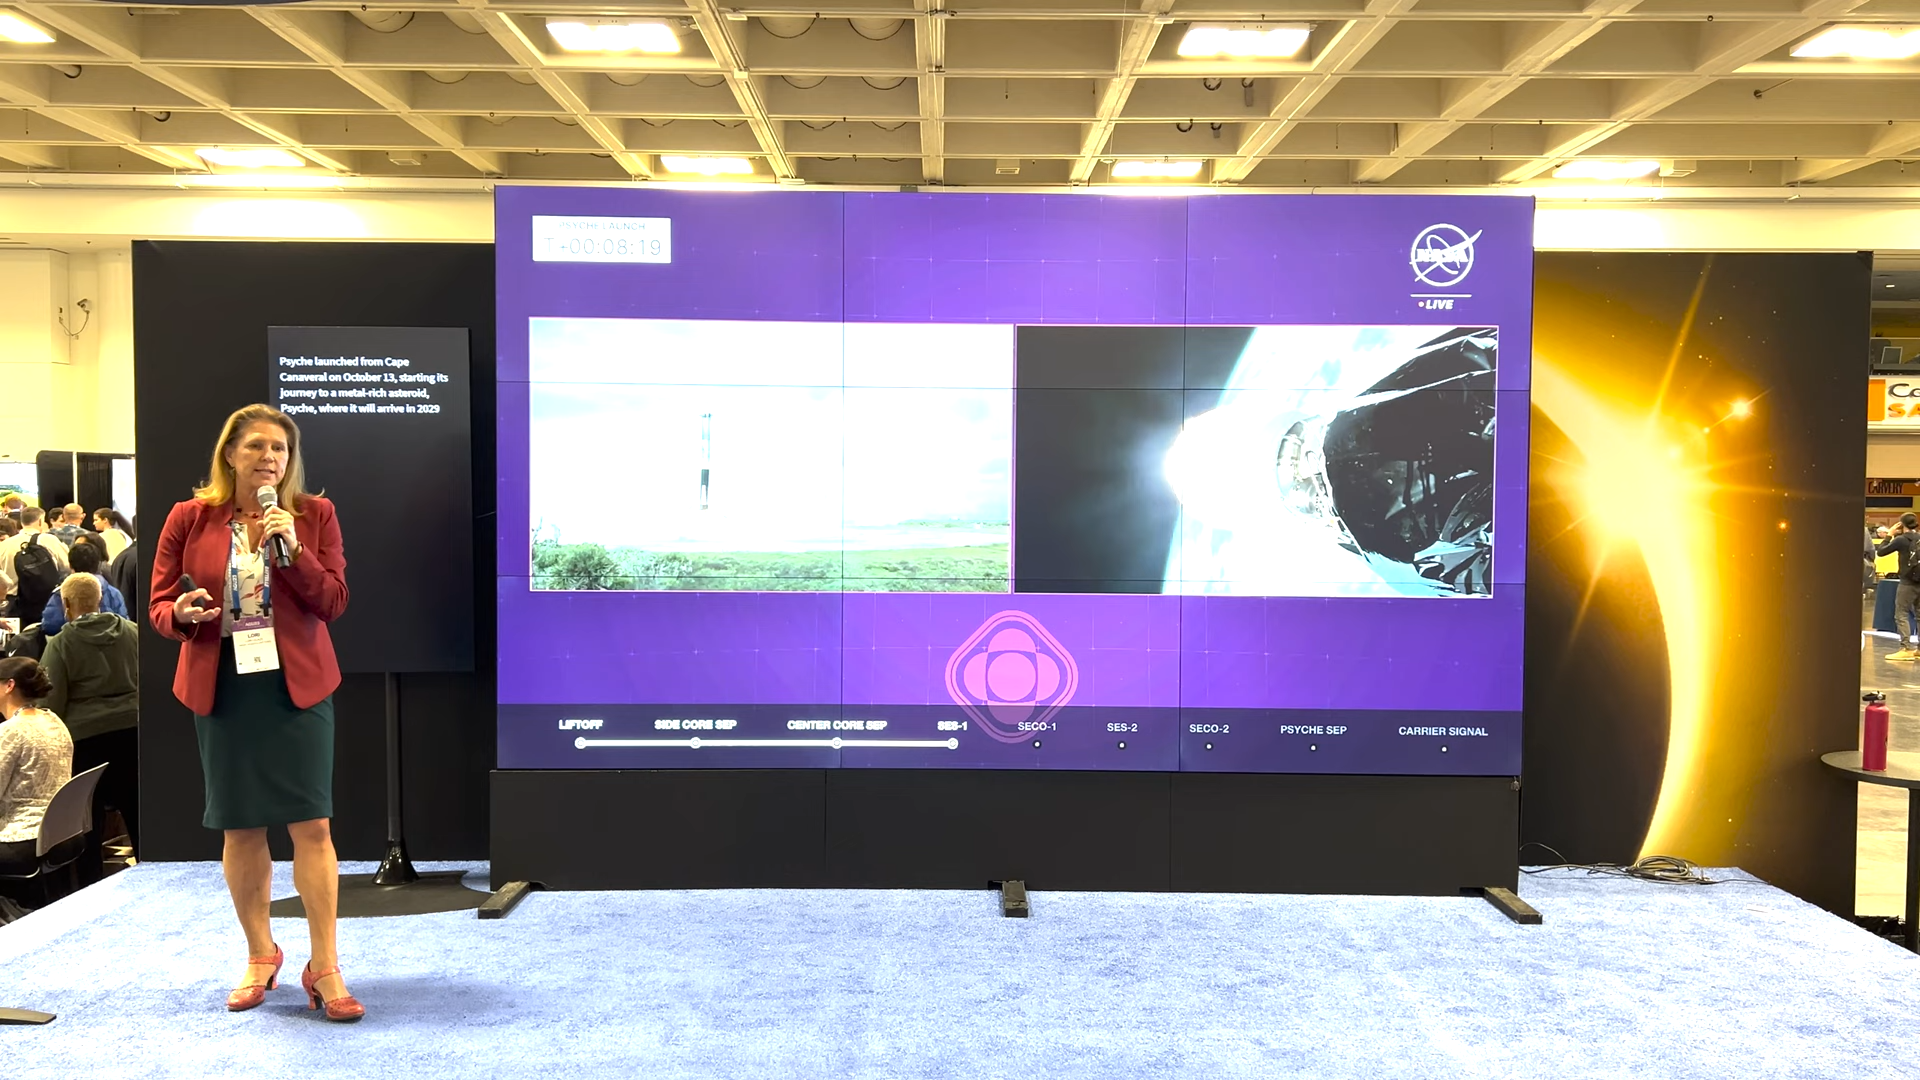 PSYCHE LAUNCH
T+00:08:19
NASA
LIVE
Psyche launched from Cape
Canaveral on October 13, starting its
journey to a metal-rich asteroid,
Psyche, where it will arrive in 2029
LIFTOFF
SIDE CORE SEP
CENTER CORE SEP
SES-1
SECO-1
SES-2
SECO-2
PSYCHE SEP
CARRIER SIGNAL
LORI
CARVERY